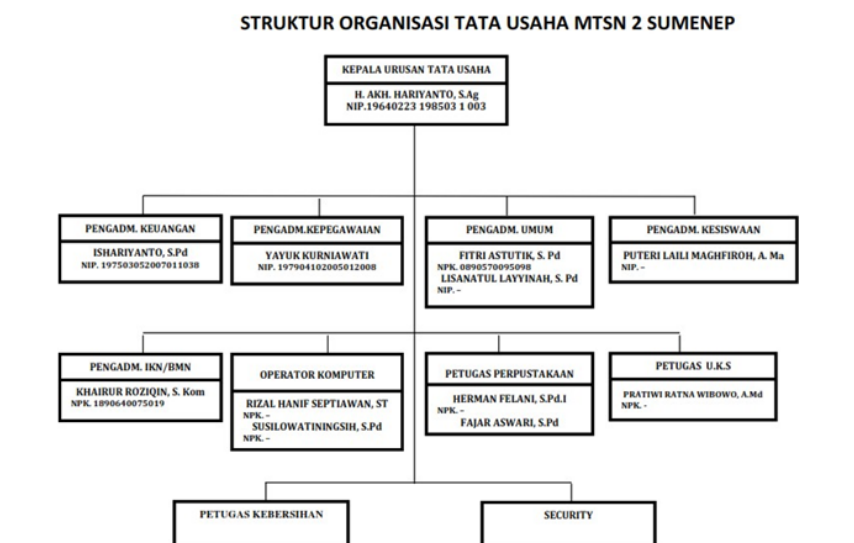 STRUKTUR ORGANISASI TATA USAHA MTSN 2 SUMENEP
KEPALA URUSAN TATA USAHA
H. AKH. HARIYANTO, S.Ag
NIP.19640223 198503 1 003
PENGADM. KEUANGAN
ISHARIYANTO, S.Pd
NIP. 197503052007011038
PENGADM.KEPEGAWAIAN
YAYUK KURNIAWATI
NIP. 197904102005012008
PENGADM. UMUM
FITRI ASTUTIK, S. Pd
NPK. 0890570095098
LISANATUL LAYYINAH, S. Pd
NIP. –
PENGADM. KESISWAAN
PUTERI LAILI MAGHFIROH, A. Ma
NIP. –
PENGADM. IKN/BMN
KHAIRUR ROZIQIN, S. Kom
NPK. 1890640075019
OPERATOR KOMPUTER
RIZAL HANIF SEPTIAWAN, ST
NPK. –
SUSILOWATININGSIH, S.Pd
NPK. –
PETUGAS PERPUSTAKAAN
HERMAN FELANI, S.Pd.I
NPK. –
FAJAR ASWARI, S.Pd
PETUGAS U.K.S
PRATIWI RATNA WIBOWO, A.Md
NPK. -
PETUGAS KEBERSIHAN
SECURITY